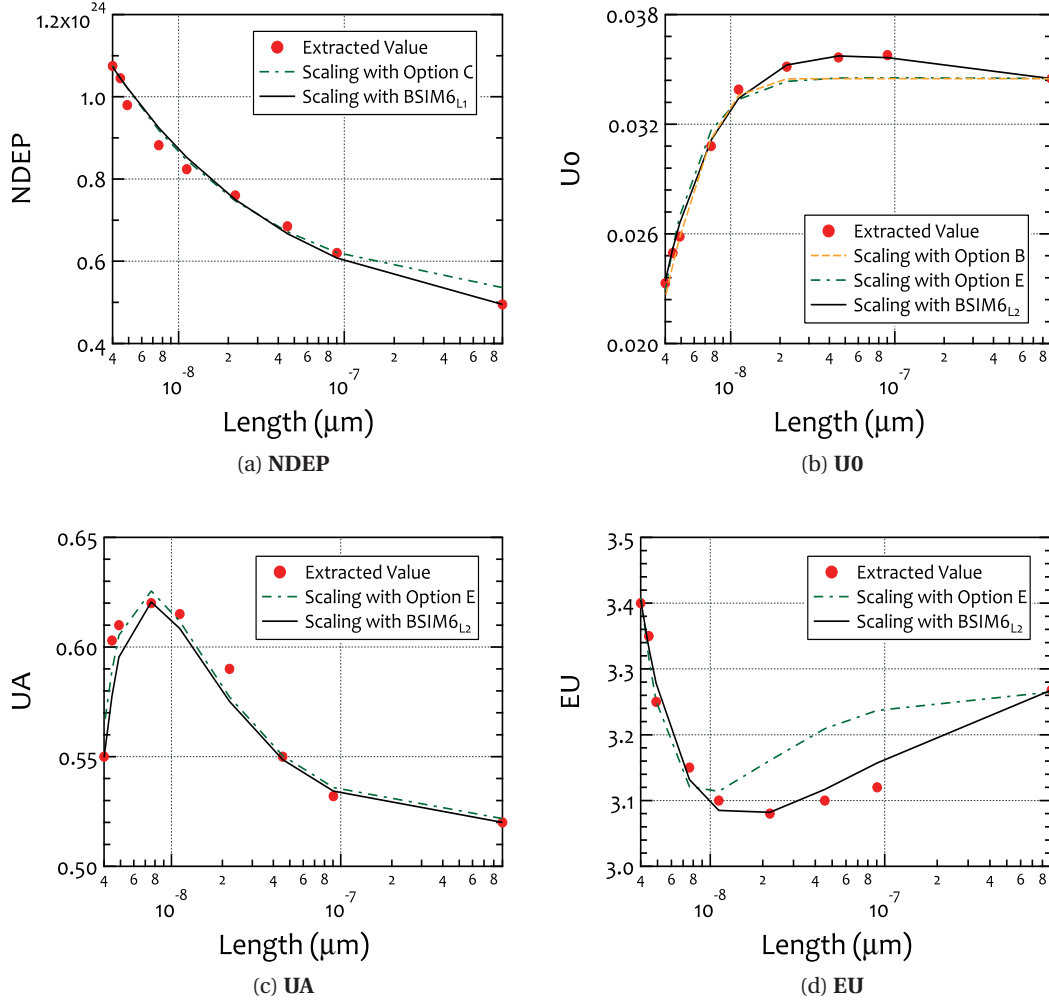 1.2x10 24
1.0
0.8
0.6
0.4
NDEP
Extracted Value
Scaling with Option C
Scaling with BSIM6L1
4 6 8 2 4 6 8 2 4 6 8
10-8 10-7
Length (μm)
(a) NDEP
0.038
0.032
0.026
0.020
Uo
Extracted Value
Scaling with Option B
Scaling with Option E
Scaling with BSIM6L2
4 6 8 2 4 6 8 2 4 6 8
10-8 10-7
Length (μm)
(b) U0
0.65
0.60
0.55
0.50
UA
Extracted Value
Scaling with Option E
Scaling with BSIM6L2
4 6 8 2 4 6 8 2 4 6 8
10-8 10-7
Length (μm)
(c) UA
3.5
3.4
3.3
3.2
3.1
3.0
EU
Extracted Value
Scaling with Option E
Scaling with BSIM6L2
4 6 8 2 4 6 8 2 4 6 8
10-8 10-7
Length (μm)
(d) EU